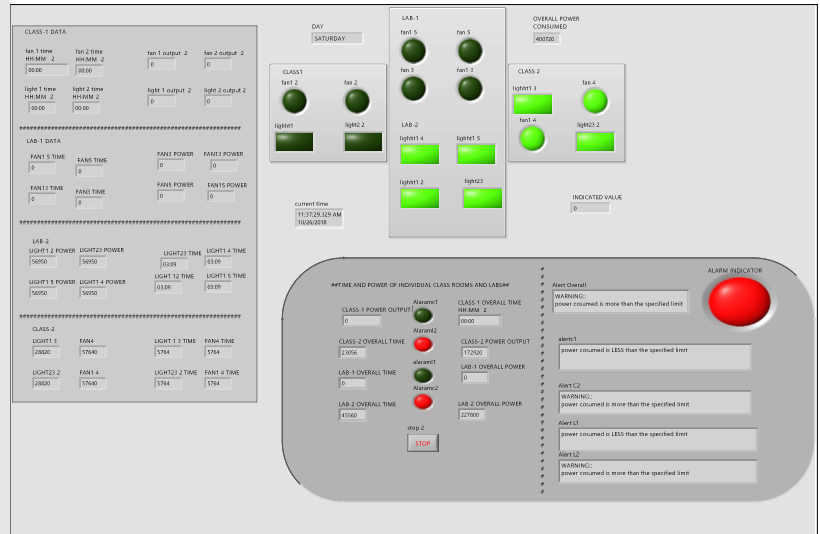 CLASS-1 DATA
fan 1 time
HH:MM 2
00:00
fan 2 time
HH:MM 2
00:00
fan 1 output 2
0
fan 2 output 2
0
light 1 time
HH:MM 2
00:00
light 2 time
HH:MM 2
00:00
light 1 output 2
0
light 2 output 2
0
LAB-1 DATA
FAN1 5 TIME
0
FAN5 TIME
0
FAN3 POWER
0
FAN13 POWER
0
FAN13 TIME
0
FAN3 TIME
0
FAN5 POWER
0
FAN15 POWER
0
LAB-2
LIGHT1 2 POWER
56950
LIGHT23 POWER
56950
LIGHT23 TIME
03:09
LIGHT1 4 TIME
03:09
LIGHT1 5 POWER
56950
LIGHT1 4 POWER
56950
LIGHT 12 TIME
03:09
LIGHT1 5 TIME
03:09
CLASS-2
LIGHT1 3
28820
FAN4
57640
LIGHT 1 3 TIME
5764
FAN4 TIME
5764
LIGHT23 2
28820
FAN1 4
57640
LIGHT23 2 TIME
5764
FAN1 4 TIME
5764
DAY
SATURDAY
CLASS1
fan1 2
fan 2
lighht1
light2 2
LAB-1
fan1 5
fan 5
fan 3
fan1 3
LAB-2
lighht1 4
lighht1 5
lighht1 2
light23
OVERALL POWER
CONSUMED
400720
CLASS 2
lighht1 3
fan 4
fan1 4
light23 2
current time
11:37:29.329 AM
10/26/2018
INDICATED VALUE
0
##TIME AND POWER OF INDIVIDUAL CLASS ROOMS AND LABS##
CLASS-1 POWER OUTPUT
0
Alaramc1
CLASS 1 OVERALL TIME
HH:MM 2
00:00
CLASS-2 OVERALL TIME
23056
Alaraml2
CLASS-2 POWER OUTPUT
172920
LAB-1 OVERALL TIME
0
alaraml1
LAB-1 OVERALL POWER
0
LAB-2 OVERALL TIME
45560
Alaramc2
LAB-2 OVERALL POWER
227800
stop 2
STOP
ALARM INDICATOR
Alert Overall
WARNING;:
power cosumed is more than the specified limit
alertc1
power cosumed is LESS than the specified limit
Alert C2
WARNING;:
power cosumed is more than the specified limit
Alert L1
power cosumed is LESS than the specified limit
Alert L2
WARNING;:
power cosumed is more than the specified limit